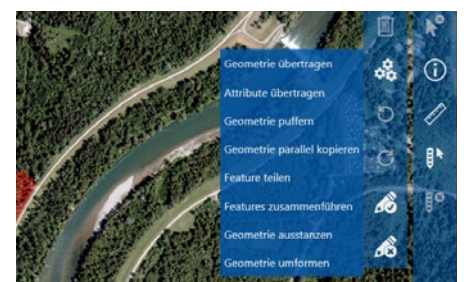 Geometrie übertragen
Attribute übertragen
Geometrie puffern
Geometrie parallel kopieren
Feature teilen
Features zusammenführen
Geometrie ausstanzen
Geometrie umformen